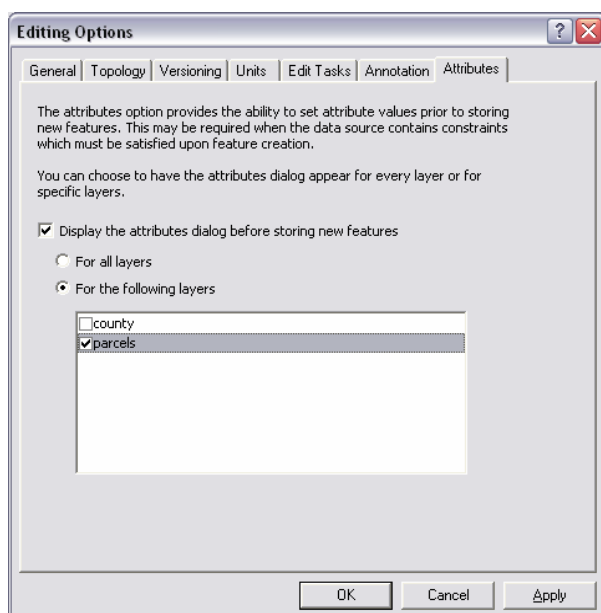 Editing Options
General
Topology
Versioning
Units
Edit Tasks
Annotation
Attributes
The attributes option provides the ability to set attribute values prior to storing
new features. This may be required when the data source contains constraints
which must be satisfied upon feature creation.
You can choose to have the attributes dialog appear for every layer or for
specific layers.
Display the attributes dialog before storing new features
For all layers
For the following layers
county
parcels
OK
Cancel
Apply